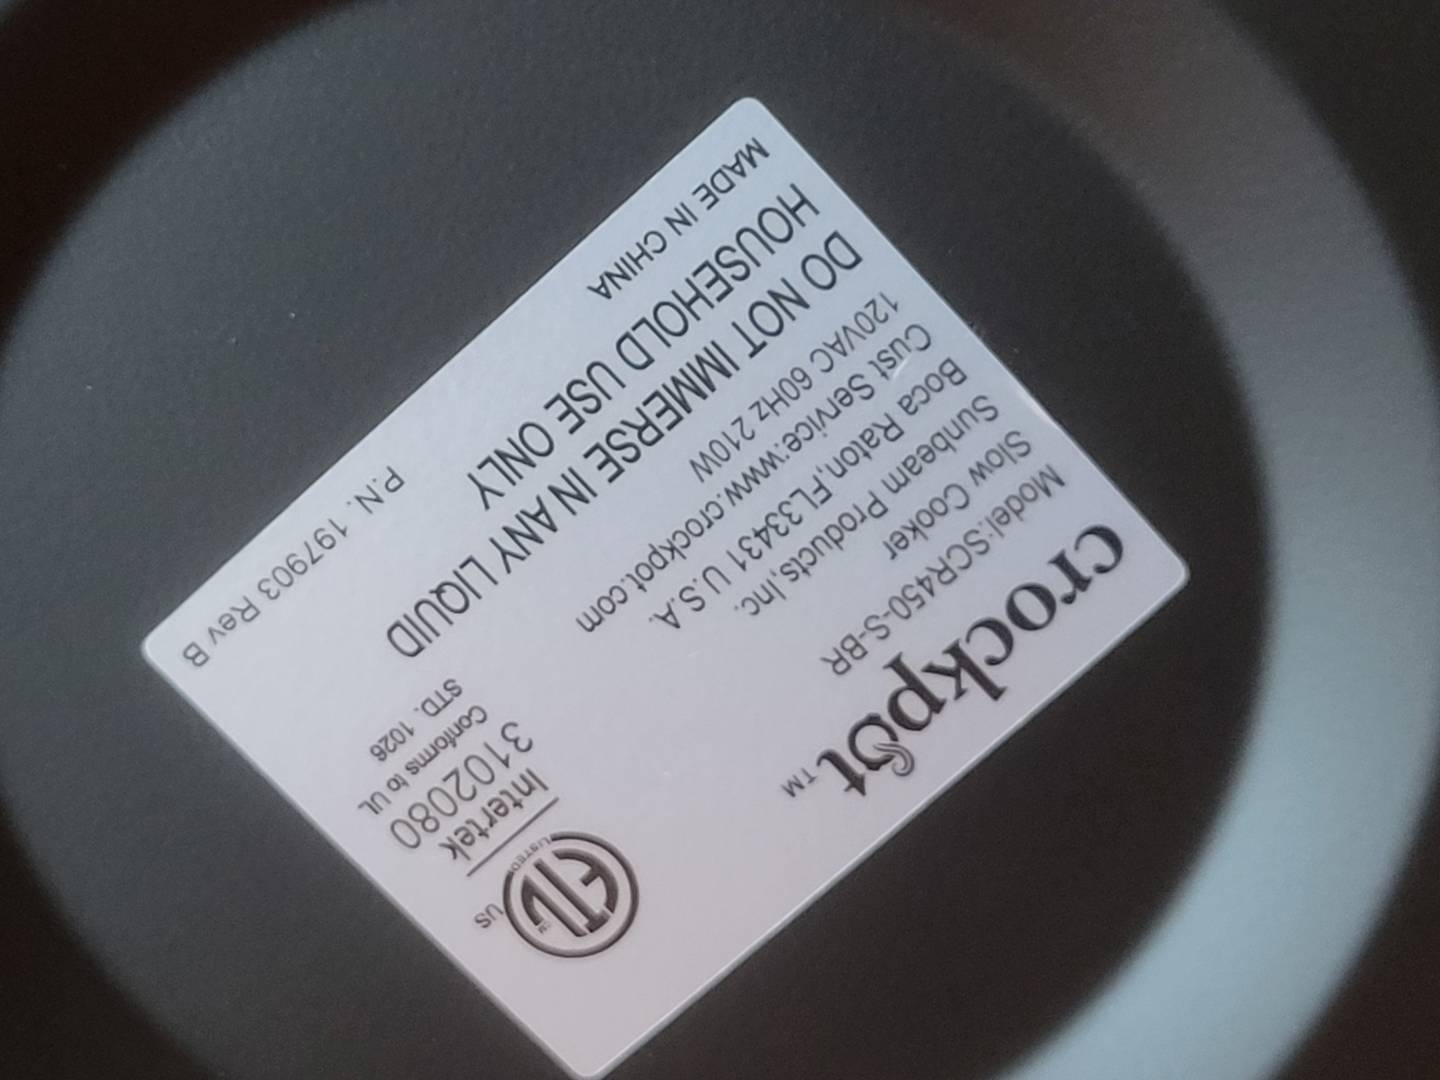 crockpot™
Model:SCR450-S-BR
Slow Cooker
Sunbeam Products,Inc.
Boca Raton,FL33431 U.S.A.
Cust Service:www.crockpot.com
120VAC 60Hz 210W
DO NOT IMMERSE IN ANY LIQUID
HOUSEHOLD USE ONLY
MADE IN CHINA
ETL CM
LISTED
US
Intertek
3102080
Conforms to UL
STD. 1026
P.N. 197903 Rev B